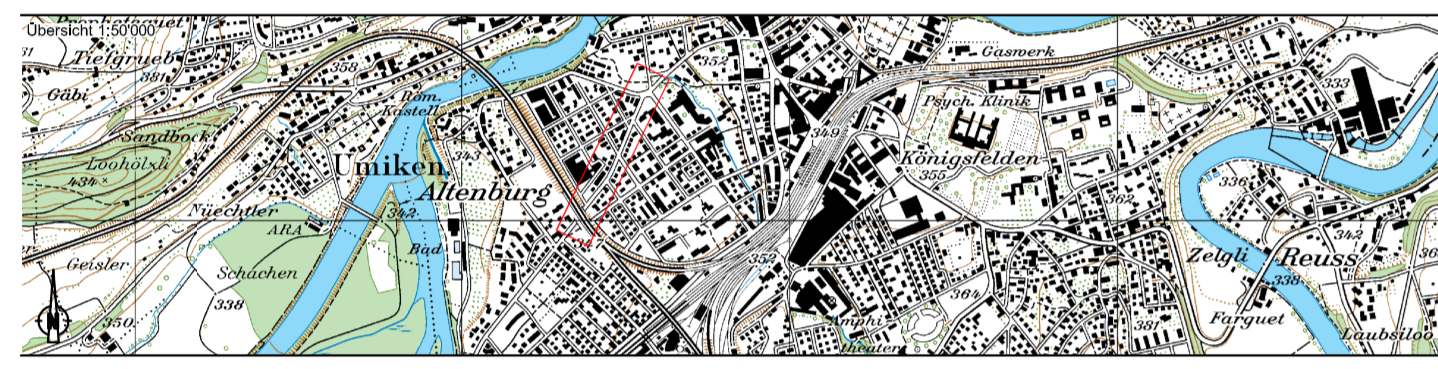 Übersicht 1:50'000
Tiefgrueb
381
358
Gäbi
Sandbock
Loohölzli
434
Nüechtler
ARA
Geisler
Schachen
338
350
Röm.
Kastell
343
Umiken
Altenburg
342
Bad
352
349
352
Gaswerk
Psych. Klinik
Königsfelden
355
362
364
381
Amphi-
theater
333
336
342
Zelgli
Reuss
338
Farguet
Laubsiloo
N